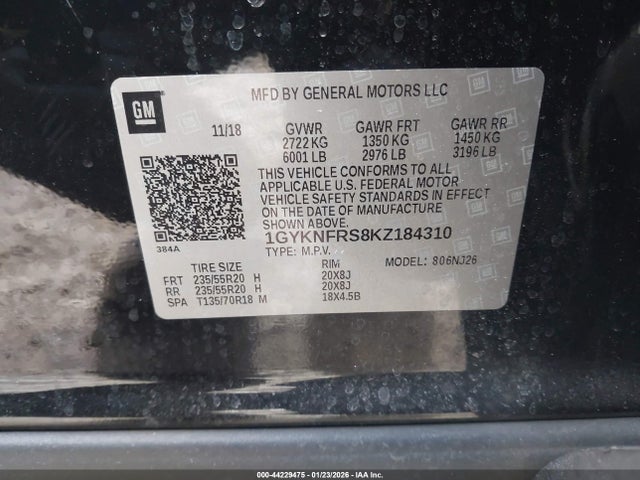 MFD BY GENERAL MOTORS LLC
GM
11/18 GVWR GAWR FRT GAWR RR
2722 KG 1350 KG 1450 KG
6001 LB 2976 LB 3196 LB
THIS VEHICLE CONFORMS TO ALL
APPLICABLE U.S. FEDERAL MOTOR
VEHICLE SAFETY STANDARDS IN EFFECT
ON THE DATE OF MANUFACTURE SHOWN ABOVE.
1GYKNFRS8KZ184310
384A
TYPE: M.P.V. MODEL: 806NJ26
TIRE SIZE RIM
FRT 235/55R20 H 20X8J
RR 235/55R20 H 20X8J
SPA T135/70R18 M 18X4.5B
000-44229475 - 01/23/2026 - IAA Inc.